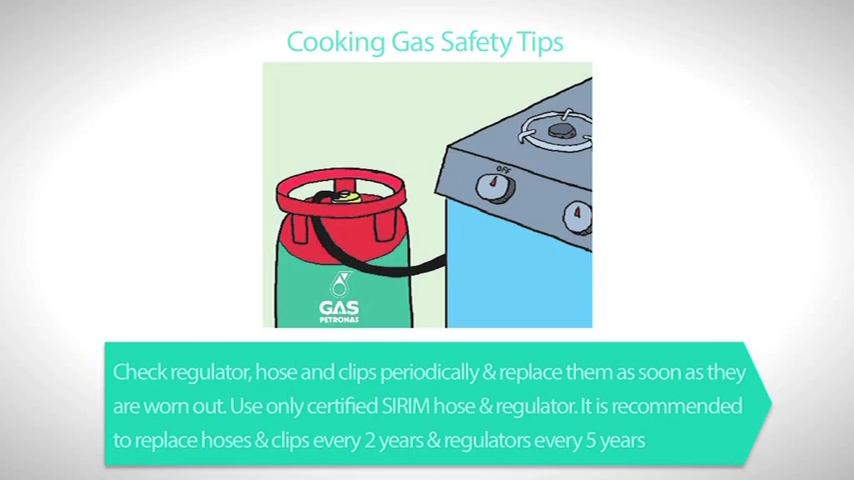 Cooking Gas Safety Tips
OFF
GAS
PETRONAS
Check regulator, hose and clips periodically & replace them as soon as they
are worn out. Use only certified SIRIM hose & regulator. It is recommended
to replace hoses & clips every 2 years & regulators every 5 years